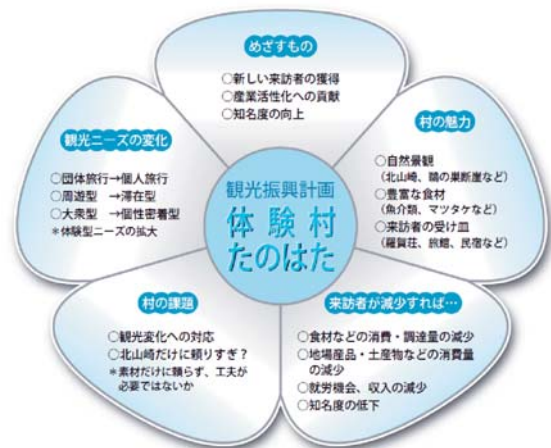 めざすもの
○新しい来訪者の獲得
○産業活性化への貢献
○知名度の向上
村の魅力
○自然景観
(北山崎、鵜の巣断崖など)
○豊富な食材
(魚介類、マツタケなど)
○来訪者の受け皿
(羅賀荘、旅館、民宿など)
来訪者が減少すれば…
○食材などの消費・調達量の減少
○地場産品・土産物などの消費量
の減少
○就労機会、収入の減少
○知名度の低下
村の課題
○観光変化への対応
○北山崎だけに頼りすぎ?
*素材だけに頼らず、工夫が
必要ではないか
観光ニーズの変化
○団体旅行→個人旅行
○周遊型 →滞在型
○大衆型 →個性密着型
*体験型ニーズの拡大
観光振興計画
体験村
たのはた